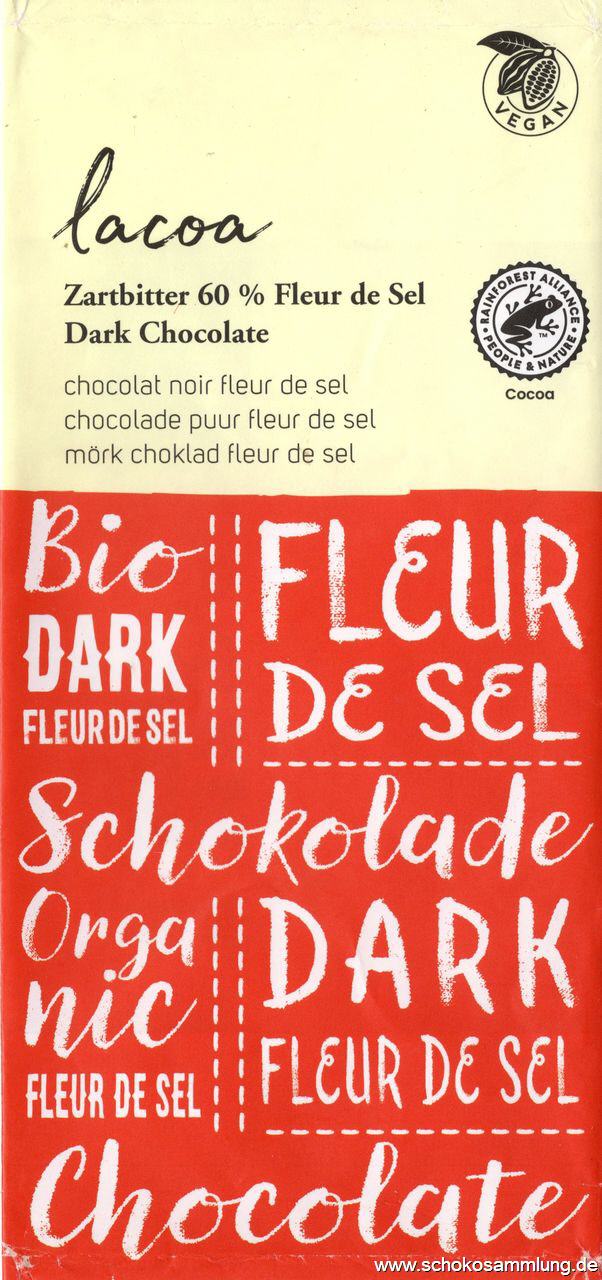 VEGAN
lacoa
Zartbitter 60 % Fleur de Sel
Dark Chocolate
RAINFOREST ALLIANCE
PEOPLE & NATURE
TM
Cocoa
chocolat noir fleur de sel
chocolade puur fleur de sel
mörk choklad fleur de sel
Bio
DARK
FLEUR DE SEL
FLEUR
DE SEL
Schokolade
Orga
nic
FLEUR DE SEL
DARK
FLEUR DE SEL
Chocolate
www.schokosammlung.de